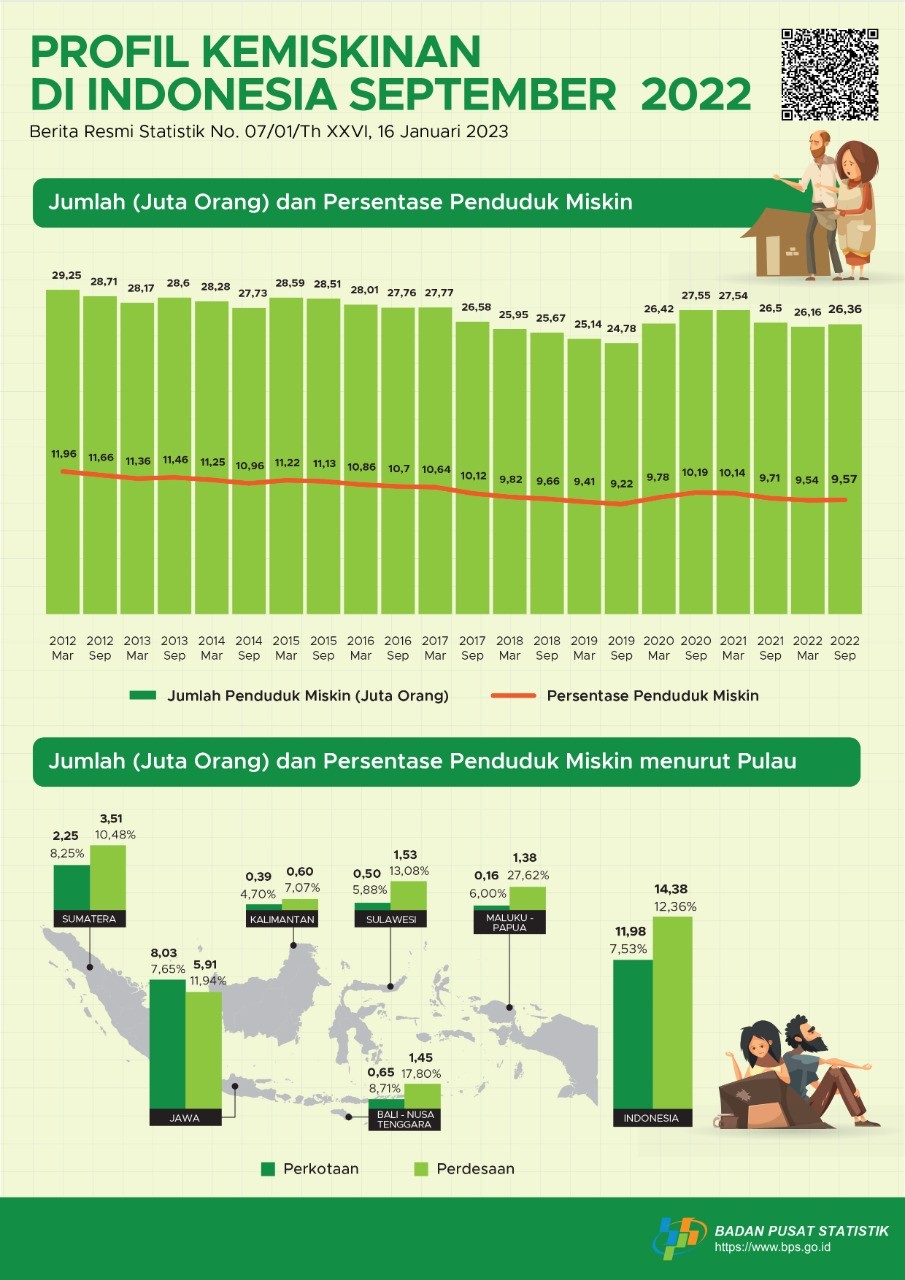 PROFIL KEMISKINAN
DI INDONESIA SEPTEMBER 2022
Berita Resmi Statistik No. 07/01/Th XXVI, 16 Januari 2023
Jumlah (Juta Orang) dan Persentase Penduduk Miskin
29,25 28,71 28,17 28,6 28,28 27,73 28,59 28,51 28,01 27,76 27,77 26,58 25,95 25,67 25,14 24,78 26,42 27,55 27,54 26,5 26,16 26,36
11,96 11,66 11,36 11,46 11,25 10,96 11,22 11,13 10,86 10,7 10,64 10,12 9,82 9,66 9,41 9,22 9,78 10,19 10,14 9,71 9,54 9,57
2012 2012 2013 2013 2014 2014 2015 2015 2016 2016 2017 2017 2018 2018 2019 2019 2020 2020 2021 2021 2022 2022
Mar Sep Mar Sep Mar Sep Mar Sep Mar Sep Mar Sep Mar Sep Mar Sep Mar Sep Mar Sep Mar Sep
Jumlah Penduduk Miskin (Juta Orang) Persentase Penduduk Miskin
Jumlah (Juta Orang) dan Persentase Penduduk Miskin menurut Pulau
2,25 3,51
8,25% 10,48%
SUMATERA
0,39 0,60
4,70% 7,07%
KALIMANTAN
0,50 1,53
5,88% 13,08%
SULAWESI
0,16 1,38
6,00% 27,62%
MALUKU -
PAPUA
11,98 14,38
7,53% 12,36%
INDONESIA
8,03 5,91
7,65% 11,94%
JAWA
0,65 1,45
8,71% 17,80%
BALI - NUSA
TENGGARA
Perkotaan Perdesaan
BADAN PUSAT STATISTIK
https://www.bps.go.id